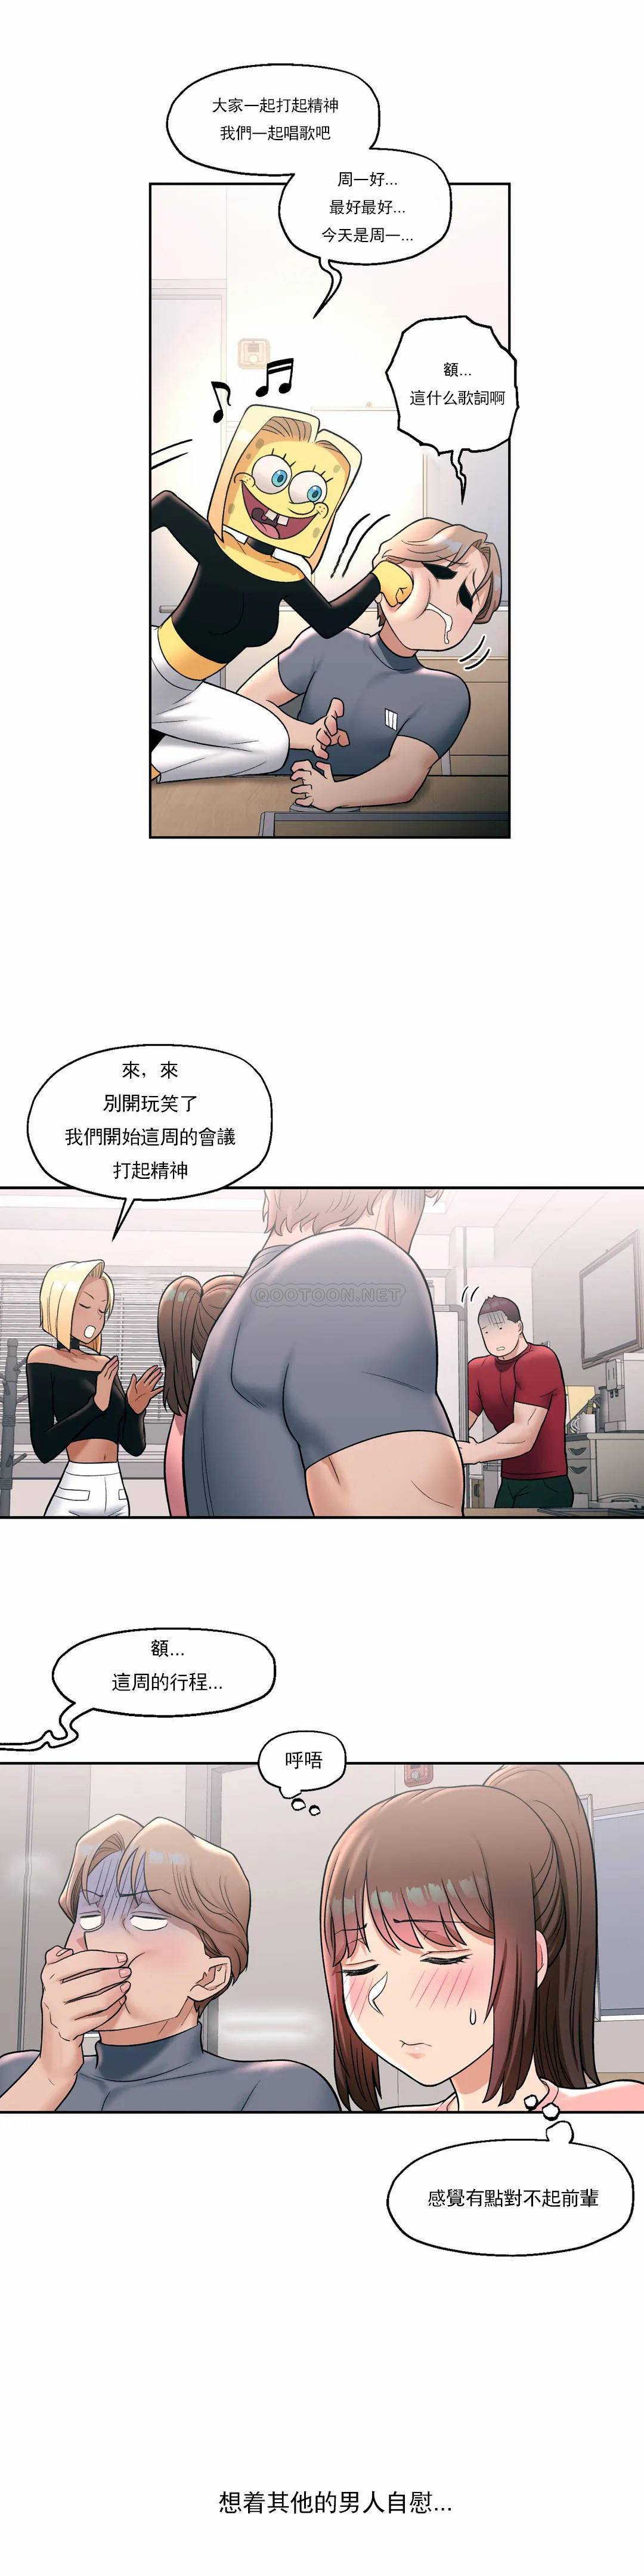 大家一起打起精神
我們一起唱歌吧
周一好...
最好最好...
今天是周一...
額...
這什么歌詞啊
來，來
別開玩笑了
我們開始這周的會議
打起精神
QOOTOON.NET
額...
這周的行程...
呼唔
感覺有點對不起前輩
想着其他的男人自慰...